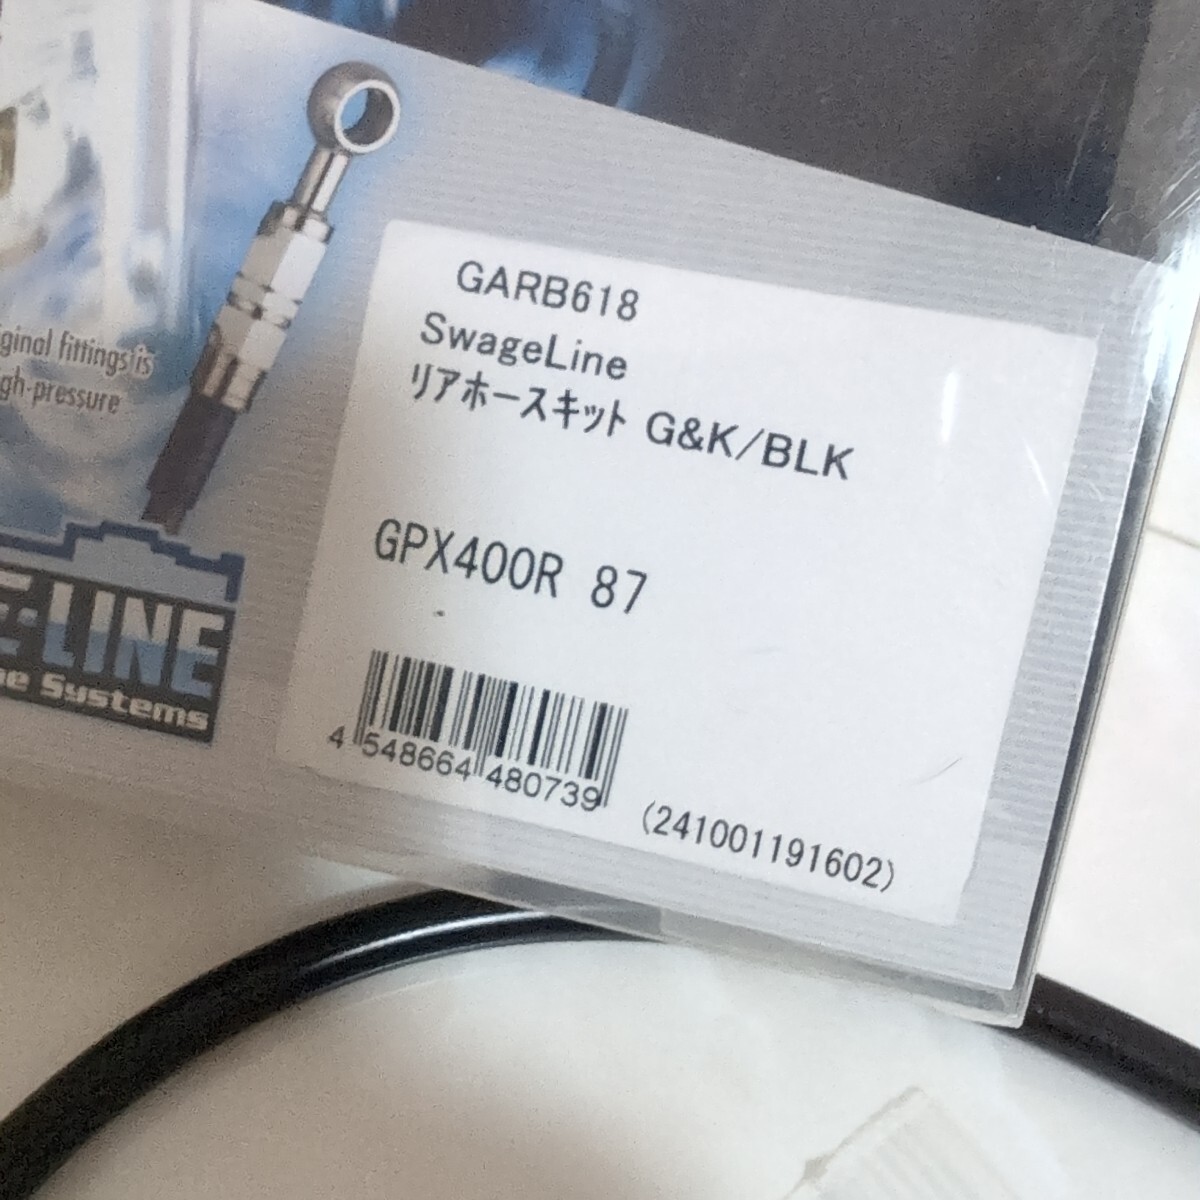 GARB618
SwageLine
リアホースキット G&K/BLK
GPX400R 87
4 548664 480739
(241001191602)
ginal fittings is
gh-pressure
E-LINE
ne Systems